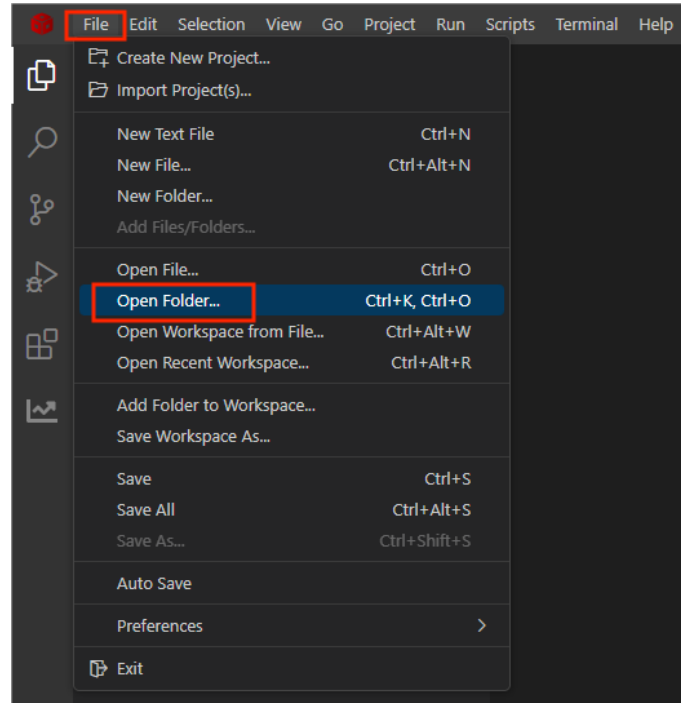 File Edit Selection View Go Project Run Scripts Terminal Help
Create New Project...
Import Project(s)...
New Text File Ctrl+N
New File... Ctrl+Alt+N
New Folder...
Add Files/Folders...
Open File... Ctrl+O
Open Folder... Ctrl+K, Ctrl+O
Open Workspace from File... Ctrl+Alt+W
Open Recent Workspace... Ctrl+Alt+R
Add Folder to Workspace...
Save Workspace As...
Save Ctrl+S
Save All Ctrl+Alt+S
Save As... Ctrl+Shift+S
Auto Save
Preferences
Exit